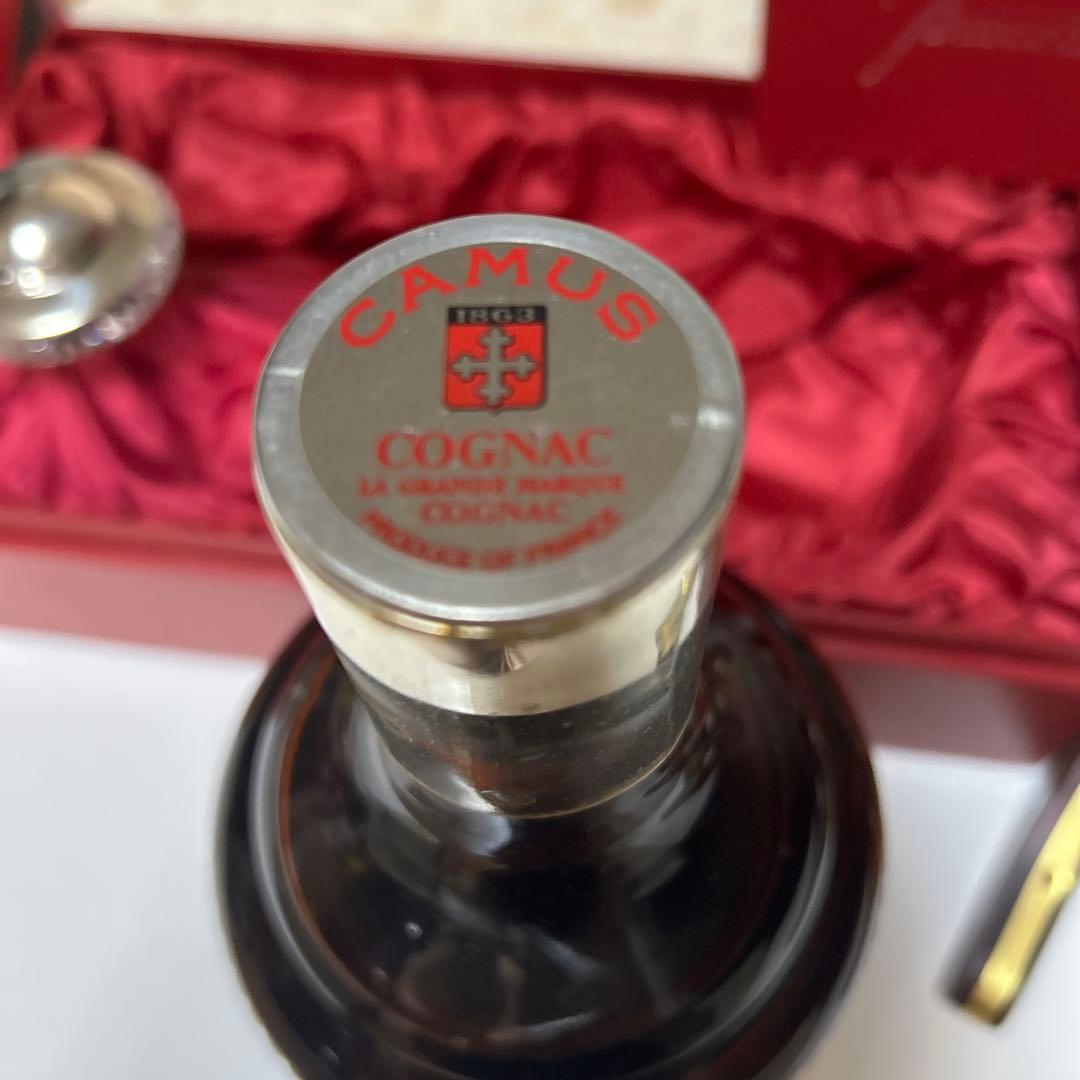 CAMUS
1863
COGNAC
LA GRANDE MARQUE
COGNAC
PRODUCE OF FRANCE